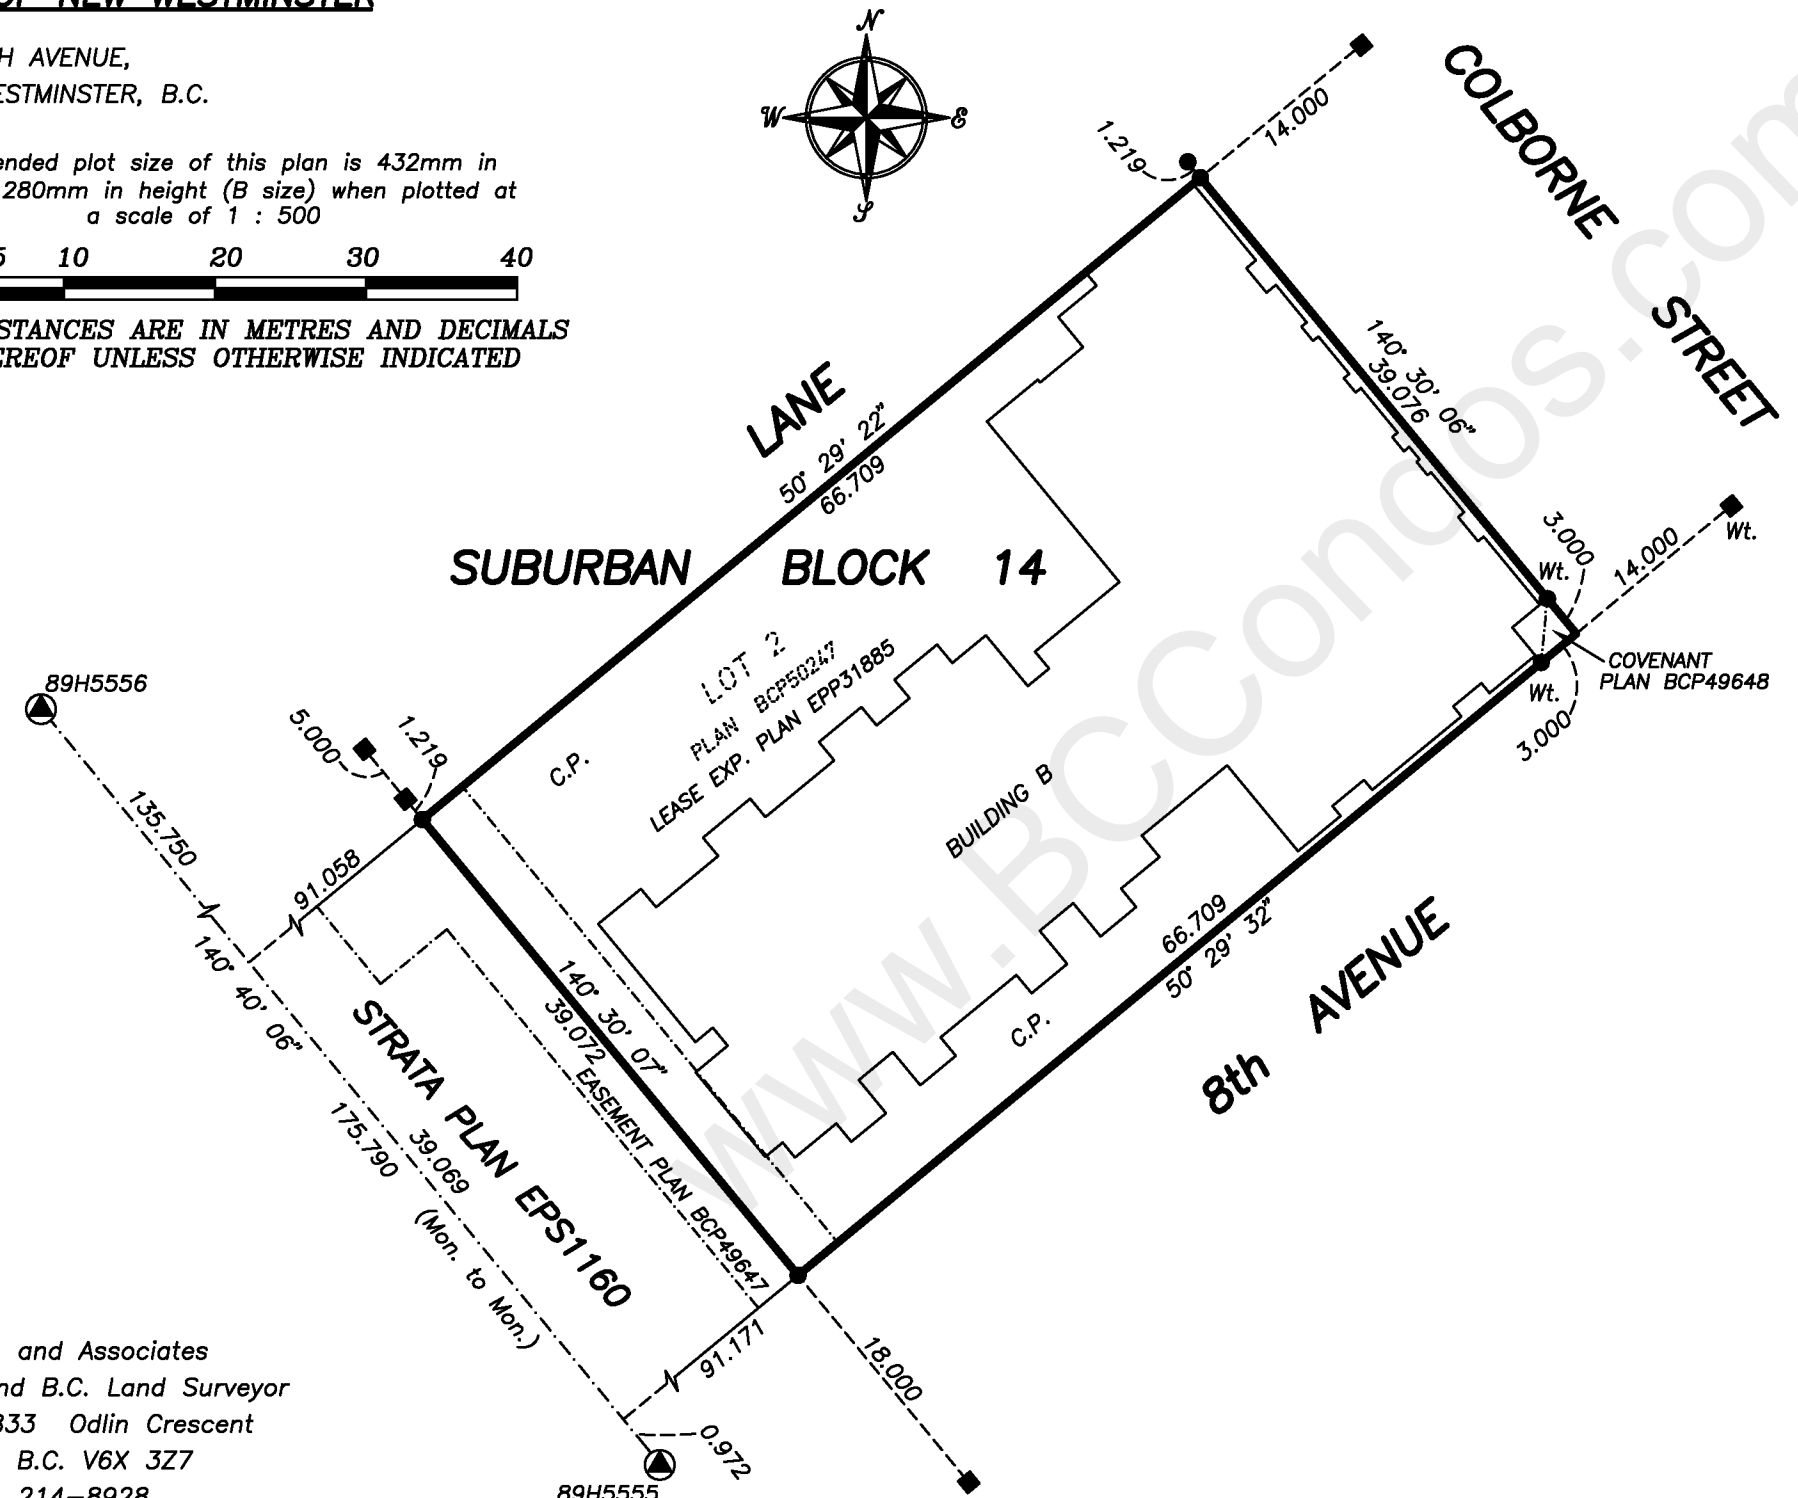 OF NEW WESTMINSTER
H AVENUE,
ESTMINSTER, B.C.
ended plot size of this plan is 432mm in
280mm in height (B size) when plotted at
a scale of 1 : 500
5 10 20 30 40
STANCES ARE IN METRES AND DECIMALS
EREOF UNLESS OTHERWISE INDICATED
N
W
E
S
COLBORNE
STREET
14.000
1.219
140° 30' 06"
39.076
LANE
50° 29' 22"
66.709
SUBURBAN BLOCK 14
LOT 2
PLAN BCP50247
LEASE EXP. PLAN EPP31885
C.P.
BUILDING B
3.000
Wt.
14.000
Wt.
COVENANT
PLAN BCP49648
Wt.
3.000
89H5556
5.000
1.219
135.750
91.058
140° 40' 06"
140° 30' 07"
39.072
EASEMENT PLAN BCP49647
STRATA PLAN EPS1160
39.069
175.790
(Mon. to Mon.)
66.709
50° 29' 32"
C.P.
8th AVENUE
91.171
18.000
0.972
89H5555
and Associates
nd B.C. Land Surveyor
833 Odlin Crescent
B.C. V6X 3Z7
214-8928
www.BCCondos.com